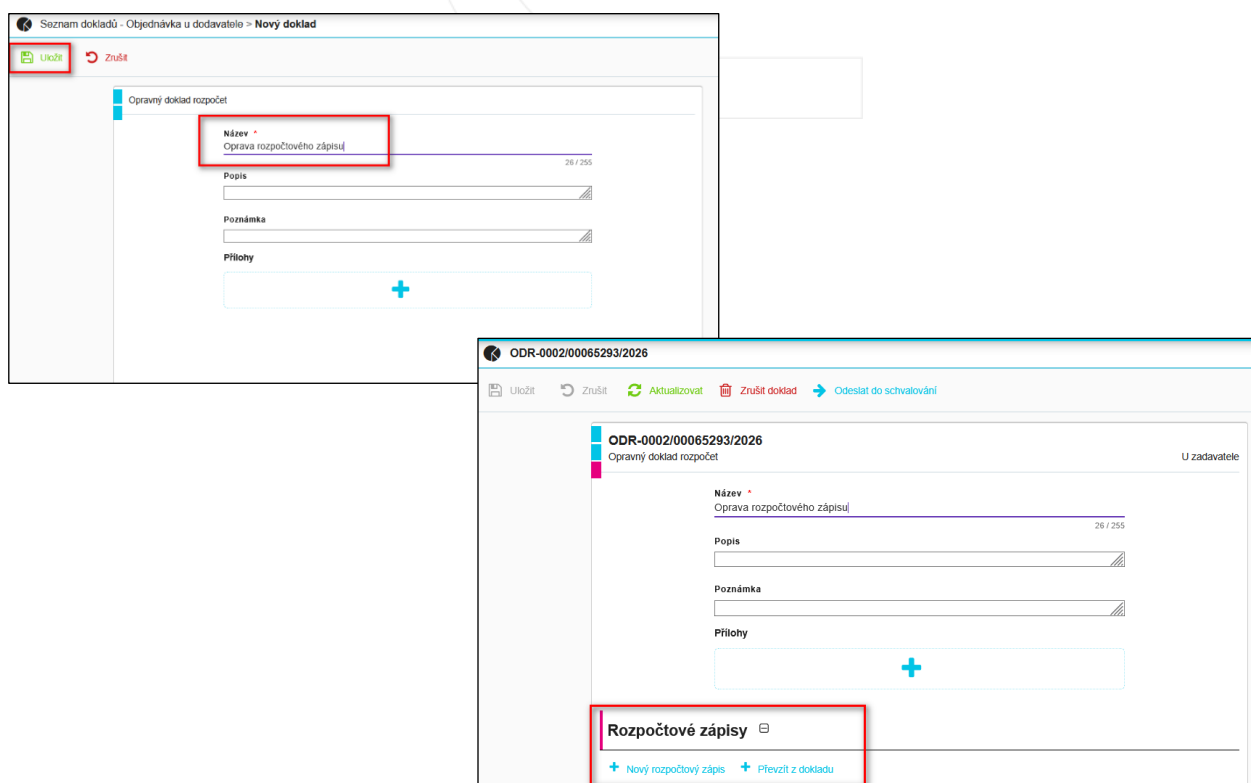 Seznam dokladů - Objednávka u dodavatele > Nový doklad
Uložit Zrušit
Opravný doklad rozpočet
Název *
Oprava rozpočtového zápisu
26 / 255
Popis
Poznámka
Přílohy
ODR-0002/00065293/2026
Uložit Zrušit Aktualizovat Zrušit doklad Odeslat do schvalování
ODR-0002/00065293/2026
Opravný doklad rozpočet U zadavatele
Název *
Oprava rozpočtového zápisu
26 / 255
Popis
Poznámka
Přílohy
Rozpočtové zápisy
Nový rozpočtový zápis Převzít z dokladu